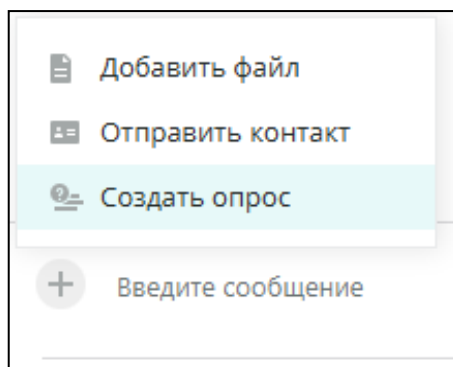 Добавить файл
Отправить контакт
Создать опрос
Введите сообщение